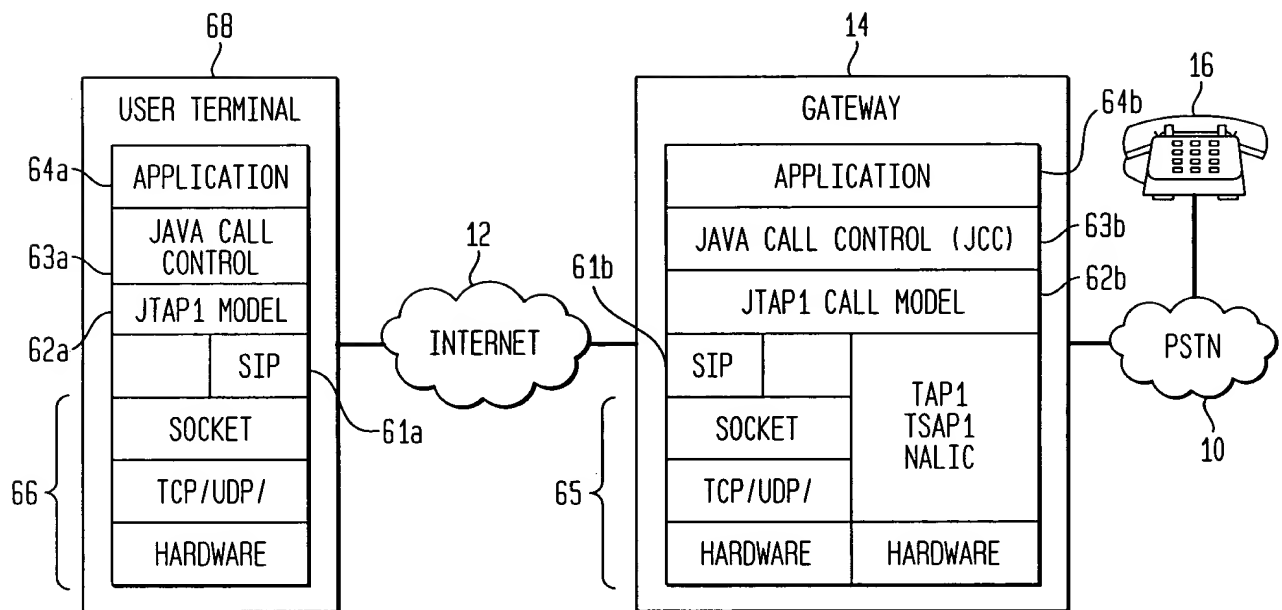 68
USER TERMINAL
64a
APPLICATION
63a
JAVA CALL
CONTROL
62a
JTAP1 MODEL
SIP
61a
66
SOCKET
TCP/UDP/
HARDWARE
12
INTERNET
14
GATEWAY
64b
APPLICATION
63b
JAVA CALL CONTROL (JCC)
61b
62b
JTAP1 CALL MODEL
SIP
65
SOCKET
TCP/UDP/
HARDWARE
TAP1
TSAP1
NALIC
HARDWARE
16
PSTN
10